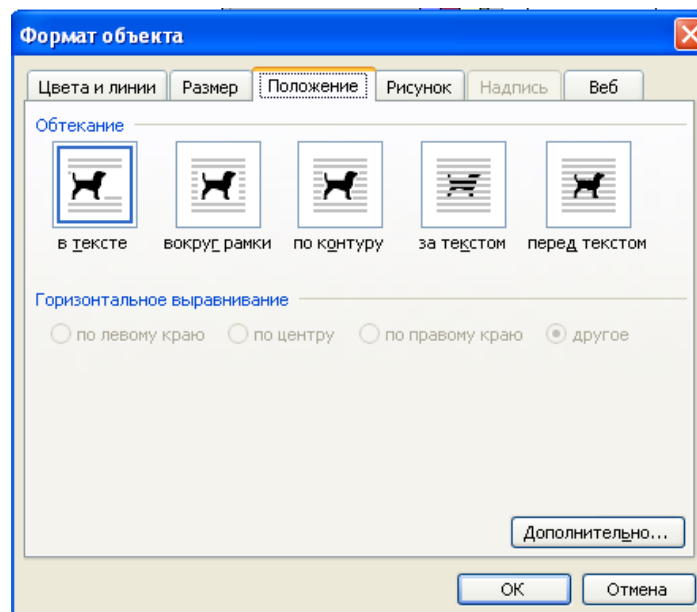 Формат объекта
Цвета и линии Размер Положение Рисунок Надпись Веб
Обтекание
в тексте вокруг рамки по контуру за текстом перед текстом
Горизонтальное выравнивание
по левому краю по центру по правому краю другое
Дополнительно...
ОК Отмена